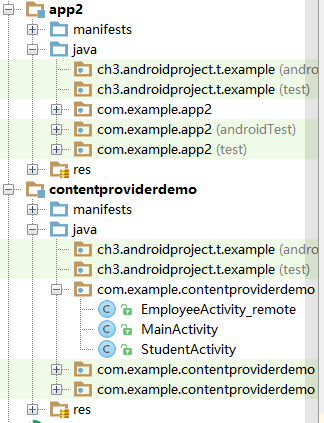 app2
manifests
java
ch3.androidproject.t.example (andro
ch3.androidproject.t.example (test)
com.example.app2
com.example.app2 (androidTest)
com.example.app2 (test)
res
contentproviderdemo
manifests
java
ch3.androidproject.t.example (andro
ch3.androidproject.t.example (test)
com.example.contentproviderdemo
EmployeeActivity_remote
MainActivity
StudentActivity
com.example.contentproviderdemo
com.example.contentproviderdemo
res